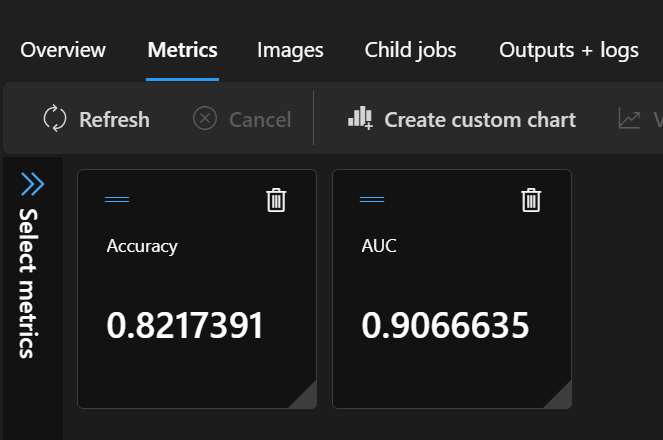 Overview Metrics Images Child jobs Outputs + logs
Refresh Cancel Create custom chart
Select metrics
Accuracy AUC
0.8217391 0.9066635